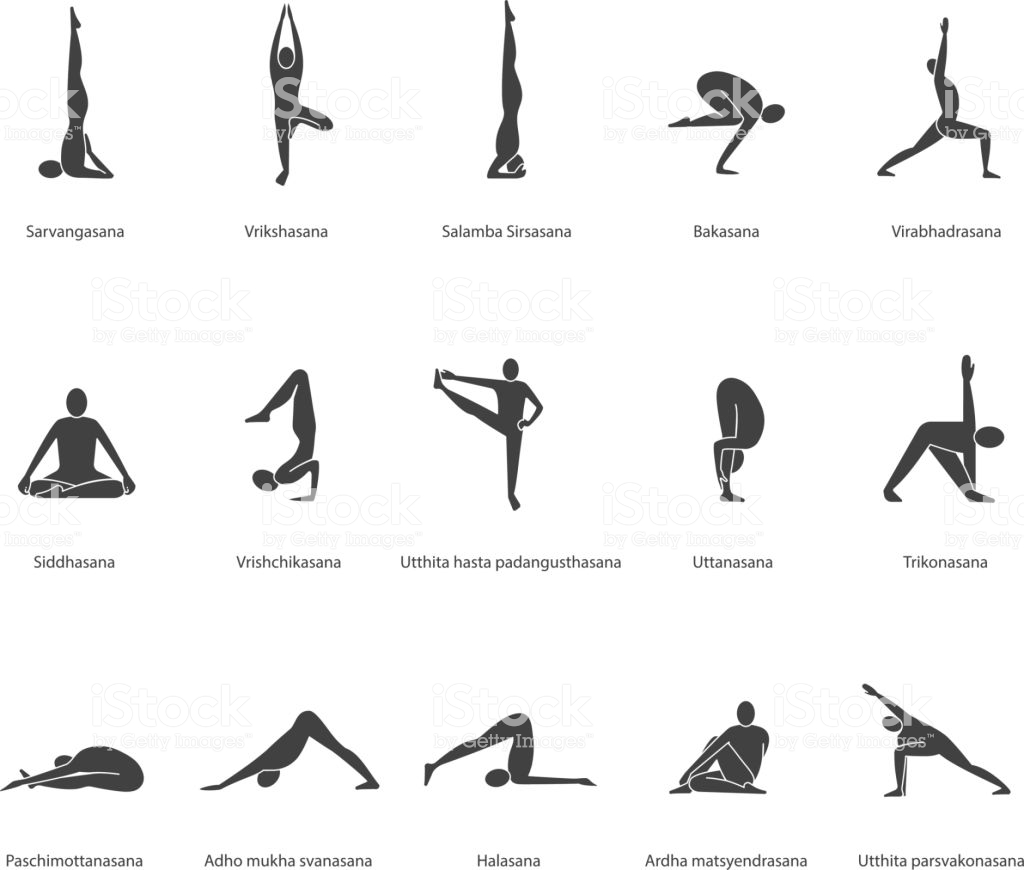 Sarvangasana
Vrikshasana
Salamba Sirsasana
Bakasana
Virabhadrasana
iStock
by Getty Images™
Siddhasana
Vrishchikasana
Utthita hasta padangusthasana
Uttanasana
Trikonasana
Paschimottanasana
Adho mukha svanasana
Halasana
Ardha matsyendrasana
Utthita parsvakonasana